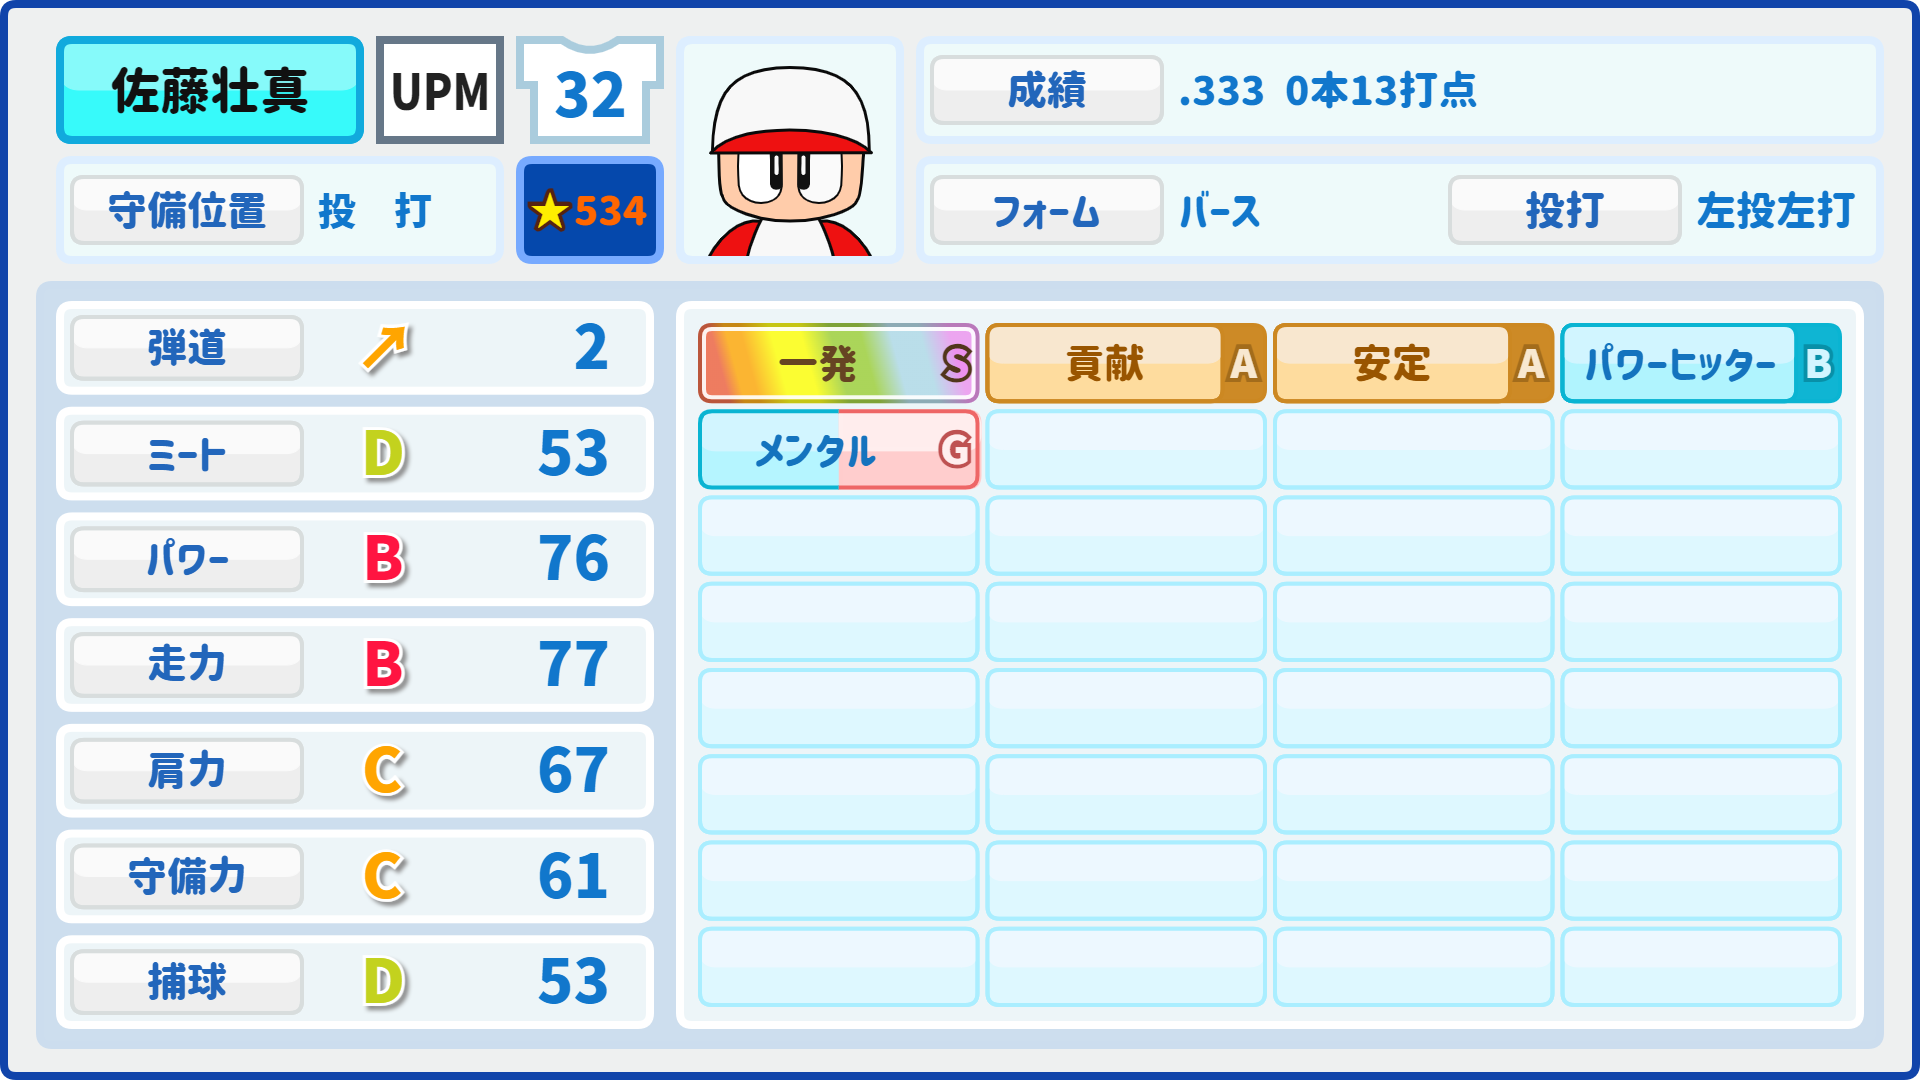 佐藤壮真 UPM 32
成績 .333 0本13打点
守備位置 投 打 ★534
フォーム バース 投打 左投左打
弾道 ↗ 2
ミート D 53
パワー B 76
走力 B 77
肩力 C 67
守備力 C 61
捕球 D 53
一発 S 貢献 A 安定 A パワーヒッター B
メンタル G